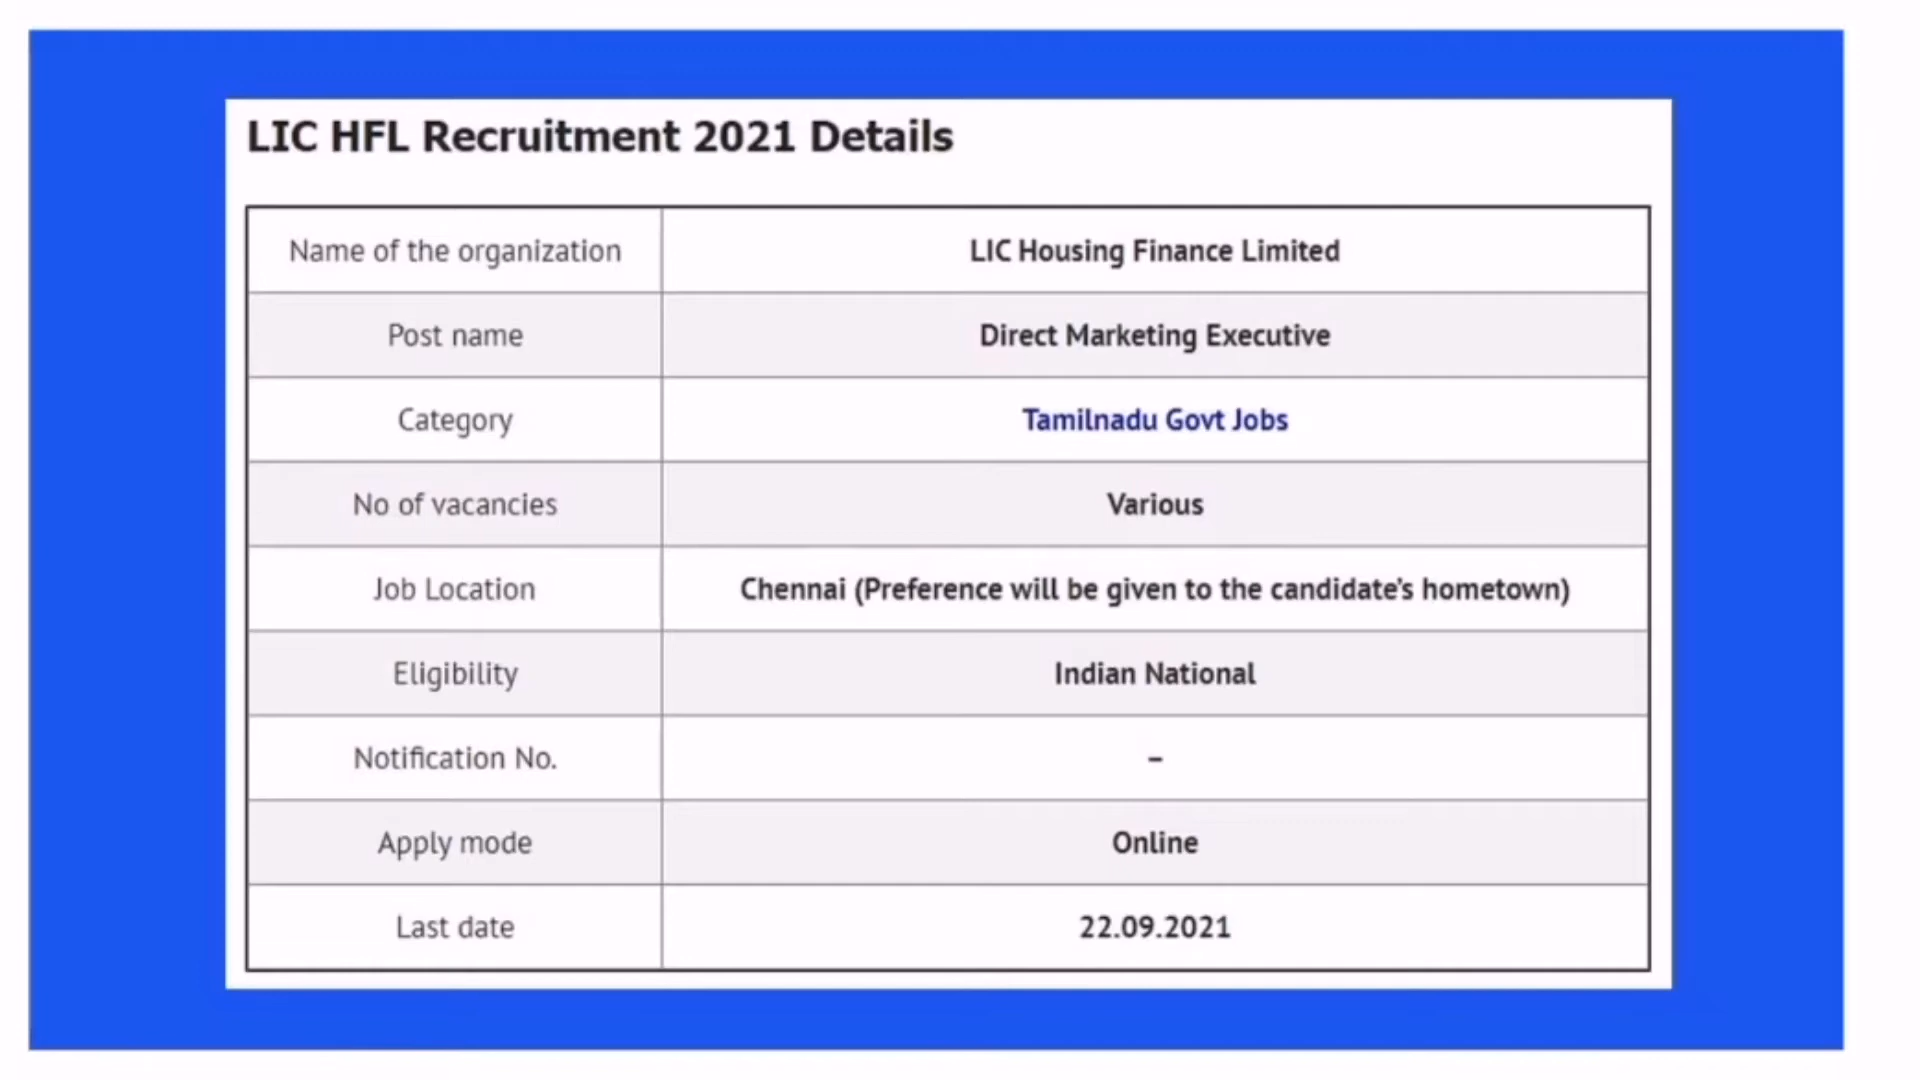 LIC HFL Recruitment 2021 Details
Name of the organization LIC Housing Finance Limited
Post name Direct Marketing Executive
Category Tamilnadu Govt Jobs
No of vacancies Various
Job Location Chennai (Preference will be given to the candidate's hometown)
Eligibility Indian National
Notification No. –
Apply mode Online
Last date 22.09.2021